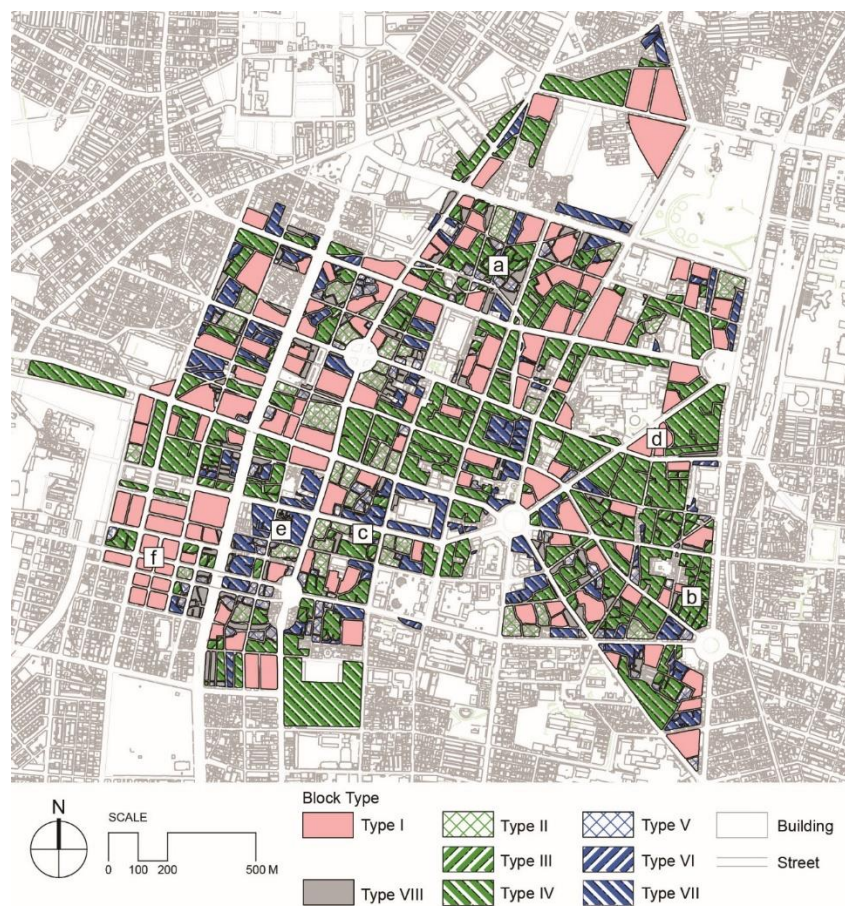 a
d
e
c
f
b
N
SCALE
0 100 200 500 M
Block Type
Type I
Type II
Type V
Building
Type III
Type VI
Street
Type VIII
Type IV
Type VII